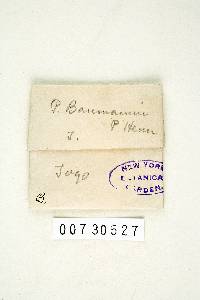 P. Baumannii
P. Henn
T.
Togo
NEW YORK
BOTANICAL
GARDEN
B.
00730527